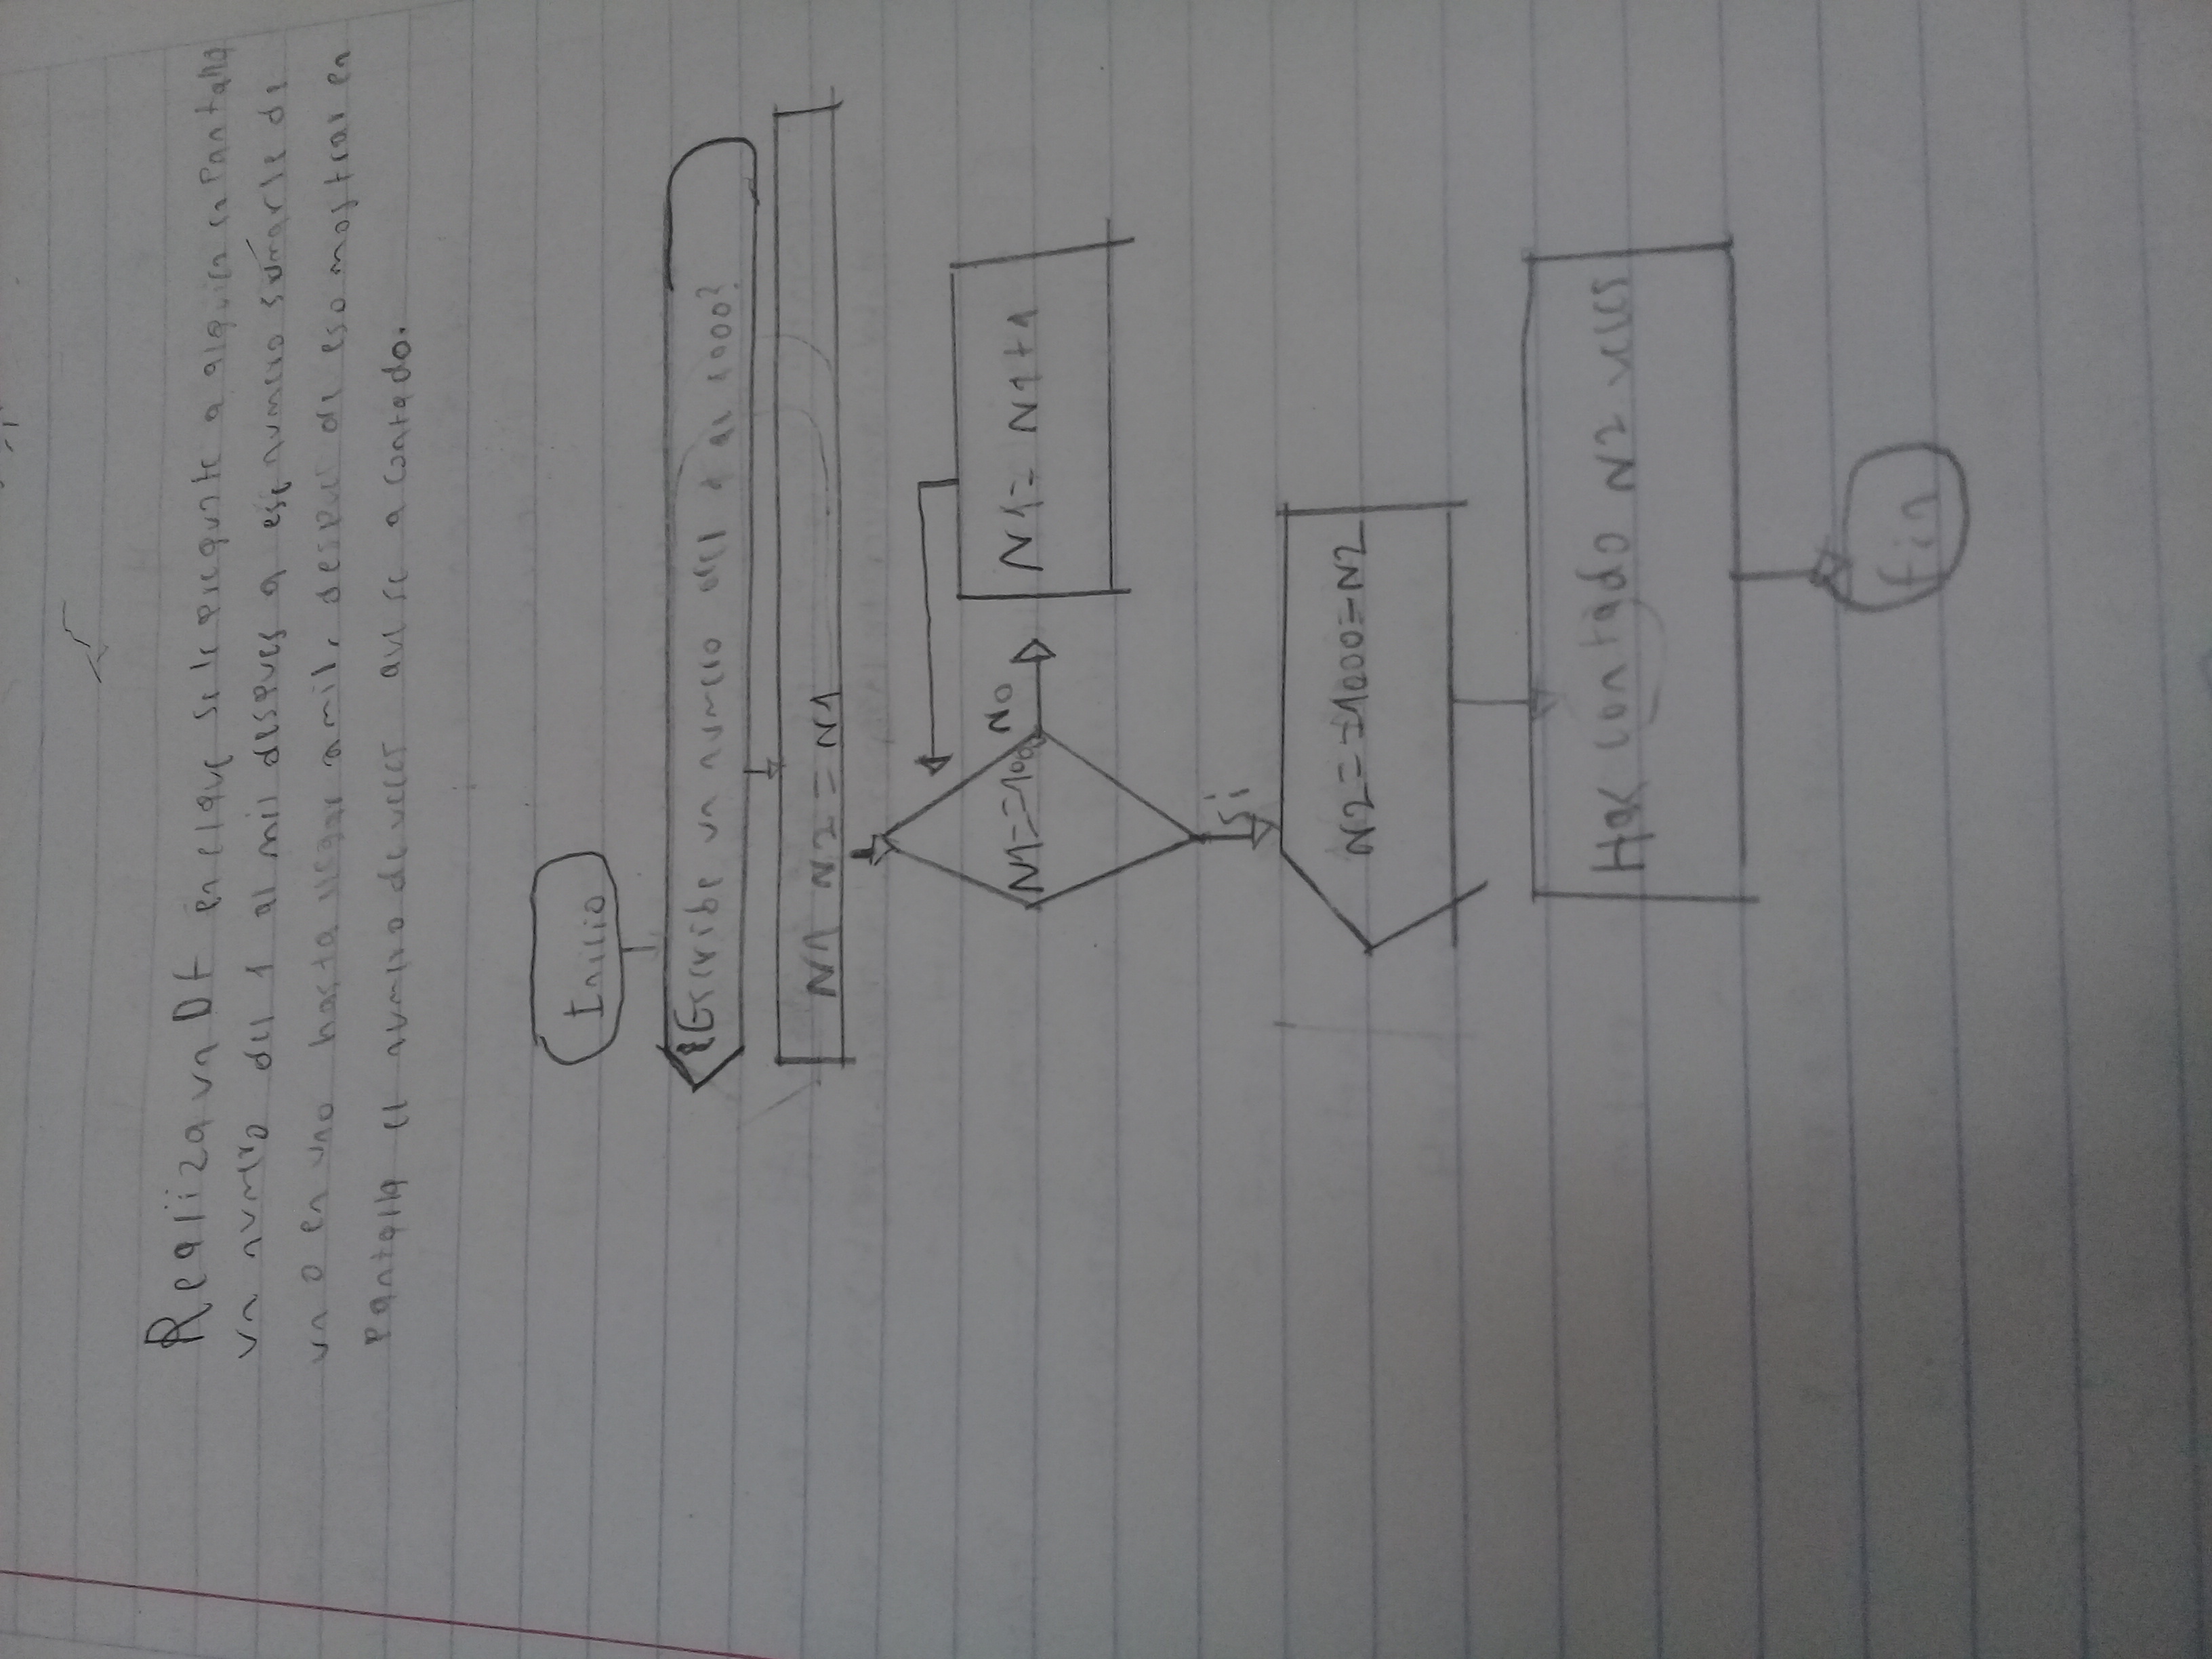 Realiza un DF en el que se le pregunte a alguien en Pantalla
un numero del 1 al mil despues a ese numero sumarle de
uno en uno hasta llegar a mil, despues de eso mostrar en
Pantalla el numero de veces que se a contado.
Inicio
¿Escribe un numero del 1 al 1000?
N1 N2 = N1
N1==100
No
N1= N1+1
Si
N2==1000-N2
Has contado N2 veces
fin